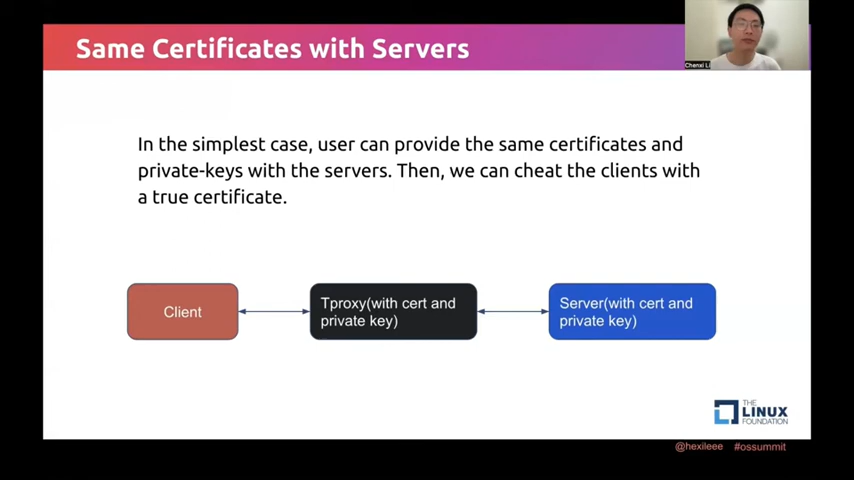 Same Certificates with Servers
Chenxi Li
In the simplest case, user can provide the same certificates and
private-keys with the servers. Then, we can cheat the clients with
a true certificate.
Client
Tproxy(with cert and
private key)
Server(with cert and
private key)
THE
LINUX
FOUNDATION
@hexileee #ossummit